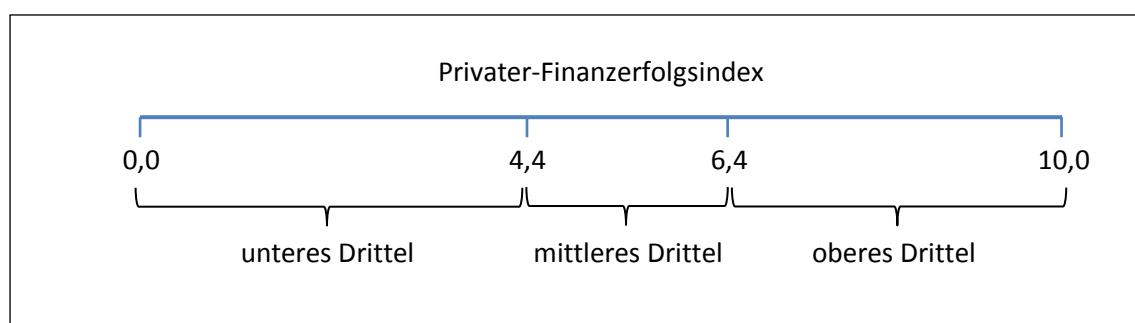 Privater-Finanzerfolgsindex
0,0 4,4 6,4 10,0
unteres Drittel mittleres Drittel oberes Drittel